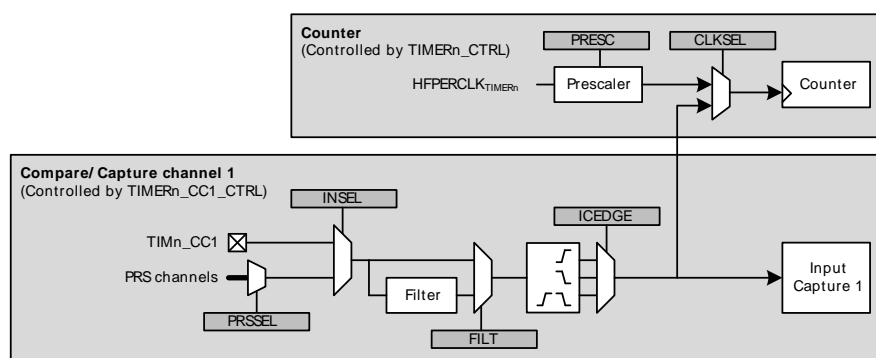 Counter
(Controlled by TIMERn_CTRL)
PRESC
CLKSEL
HFPERCLKTIMERn
Prescaler
Counter
Compare/ Capture channel 1
(Controlled by TIMERn_CC1_CTRL)
INSEL
ICEDGE
TIMn_CC1
PRS channels
Filter
Input
Capture 1
PRSSEL
FILT